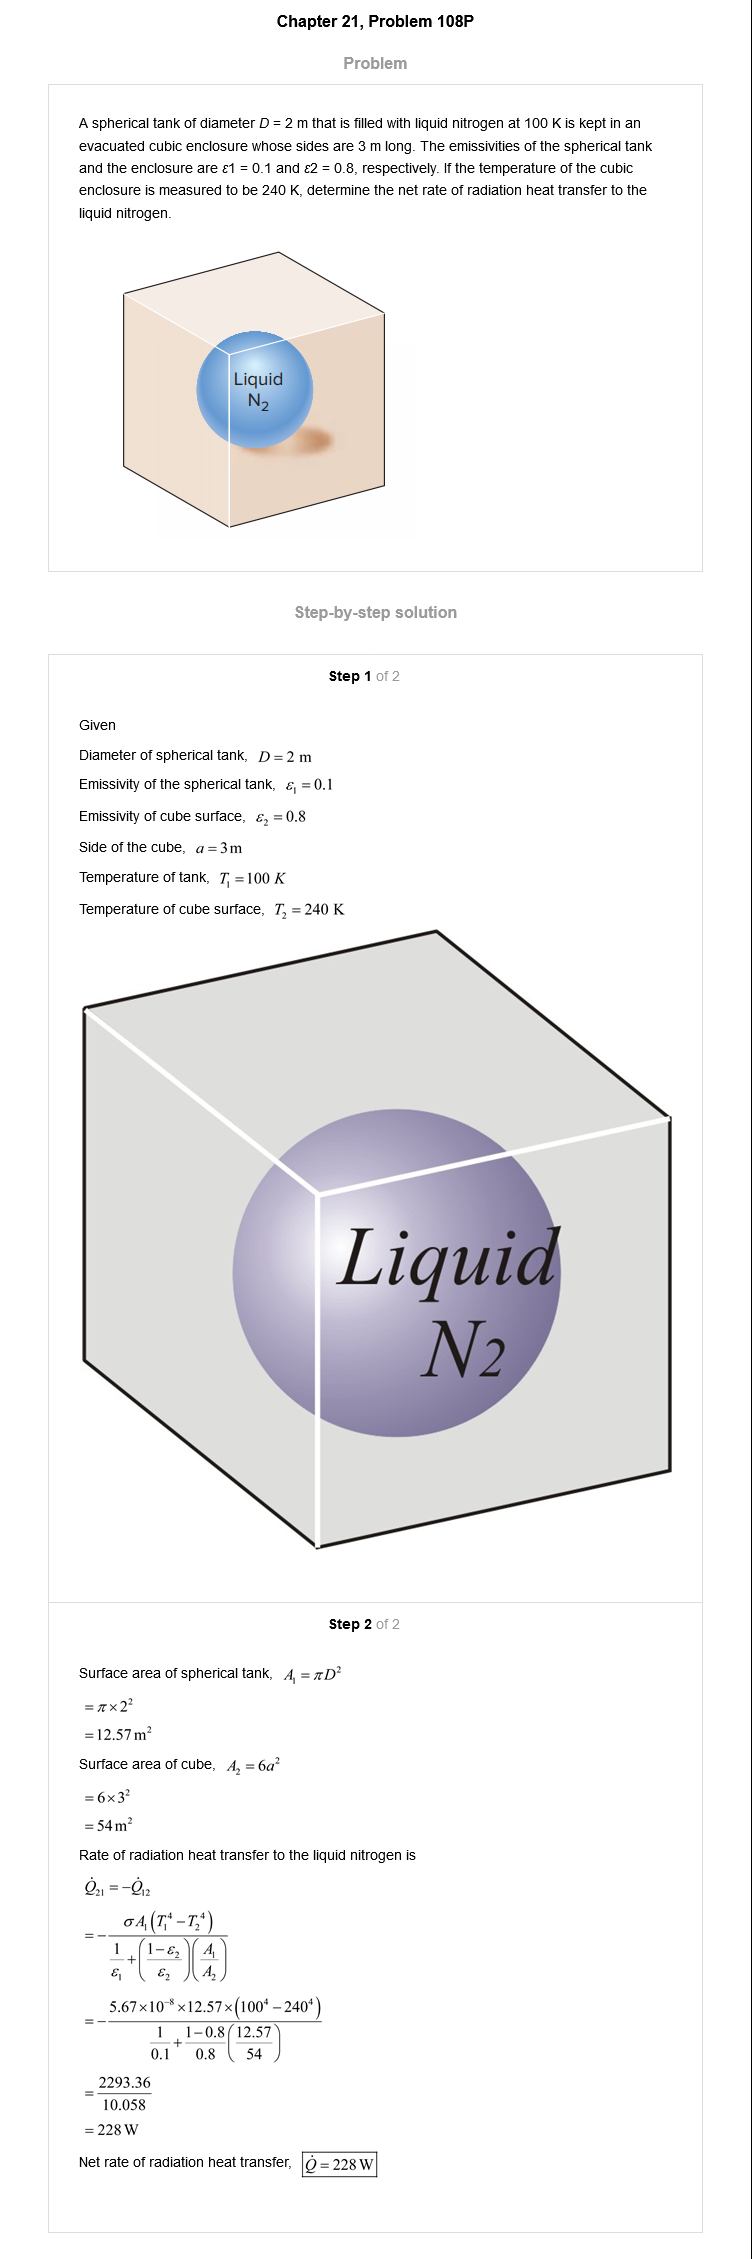 Chapter 21, Problem 108P
Problem
A spherical tank of diameter D = 2 m that is filled with liquid nitrogen at 100 K is kept in an
evacuated cubic enclosure whose sides are 3 m long. The emissivities of the spherical tank
and the enclosure are ε1 = 0.1 and ε2 = 0.8, respectively. If the temperature of the cubic
enclosure is measured to be 240 K, determine the net rate of radiation heat transfer to the
liquid nitrogen.
Liquid
N₂
Step-by-step solution
Step 1 of 2
Given
Diameter of spherical tank, D = 2 m
Emissivity of the spherical tank, ε₁ = 0.1
Emissivity of cube surface, ε₂ = 0.8
Side of the cube, a = 3 m
Temperature of tank, T₁ = 100 K
Temperature of cube surface, T₂ = 240 K
Liquid
N2
Step 2 of 2
Surface area of spherical tank, A₁ = πD²
= π × 2²
= 12.57 m²
Surface area of cube, A₂ = 6a²
= 6 × 3²
= 54 m²
Rate of radiation heat transfer to the liquid nitrogen is
Q̇₂₁ = −Q̇₁₂
= − σA₁(T₁⁴ − T₂⁴) / (1/ε₁ + ((1 − ε₂)/ε₂)(A₁/A₂))
= − 5.67×10⁻⁸ × 12.57 × (100⁴ − 240⁴) / (1/0.1 + (1 − 0.8)/0.8 (12.57/54))
= 2293.36 / 10.058
= 228 W
Net rate of radiation heat transfer, Q̇ = 228 W